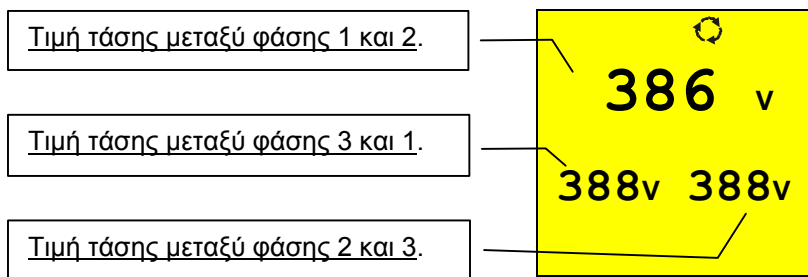 Τιμή τάσης μεταξύ φάσης 1 και 2.
386 v
Τιμή τάσης μεταξύ φάσης 3 και 1.
388v 388v
Τιμή τάσης μεταξύ φάσης 2 και 3.